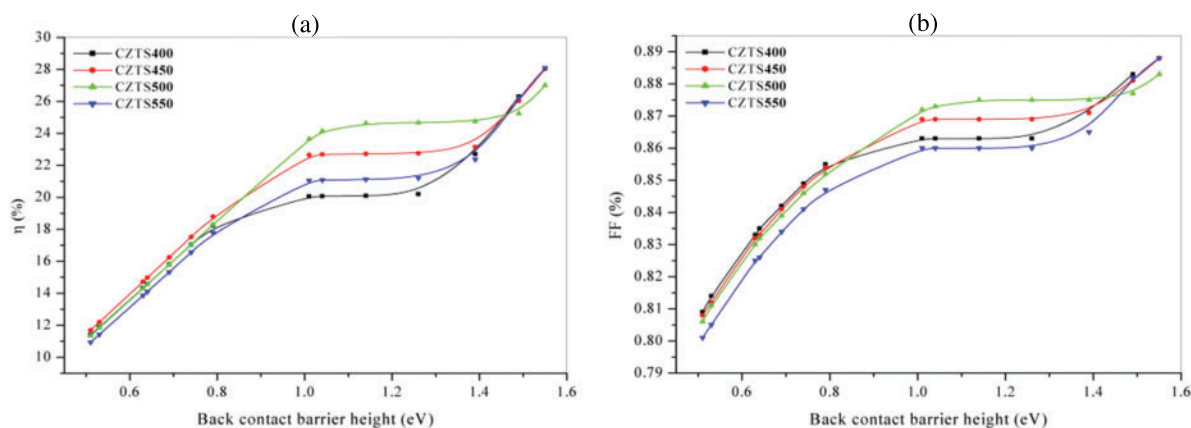 (a)
30
28
26
24
22
20
18
16
14
12
10
η (%)
CZTS400
CZTS450
CZTS500
CZTS550
0.6 0.8 1.0 1.2 1.4 1.6
Back contact barrier height (eV)
(b)
0.89
0.88
0.87
0.86
0.85
0.84
0.83
0.82
0.81
0.80
0.79
FF (%)
CZTS400
CZTS450
CZTS500
CZTS550
0.6 0.8 1.0 1.2 1.4 1.6
Back contact barrier height (eV)